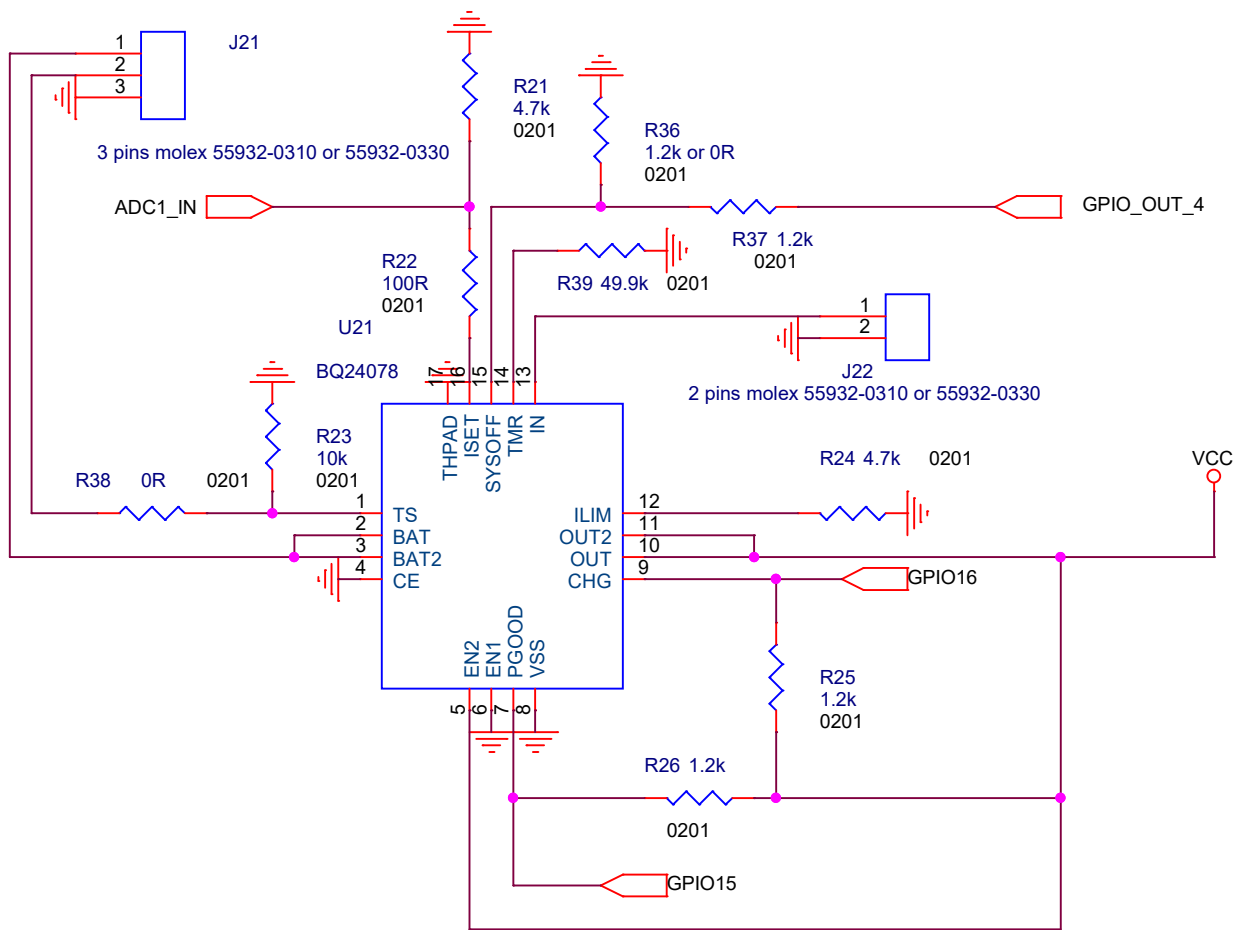 J21
1
2
3
3 pins molex 55932-0310 or 55932-0330
R21
4.7k
0201
R36
1.2k or 0R
0201
ADC1_IN
GPIO_OUT_4
R37 1.2k
0201
R22
100R
0201
R39 49.9k 0201
U21
BQ24078
1
2
J22
2 pins molex 55932-0310 or 55932-0330
17
16
15
14
13
THPAD
ISET
SYSOFF
TMR
IN
R23
10k
0201
R38 0R 0201
R24 4.7k 0201
VCC
1 TS
2 BAT
3 BAT2
4 CE
ILIM 12
OUT2 11
OUT 10
CHG 9
GPIO16
EN2
EN1
PGOOD
VSS
5
6
7
8
R25
1.2k
0201
R26 1.2k
0201
GPIO15